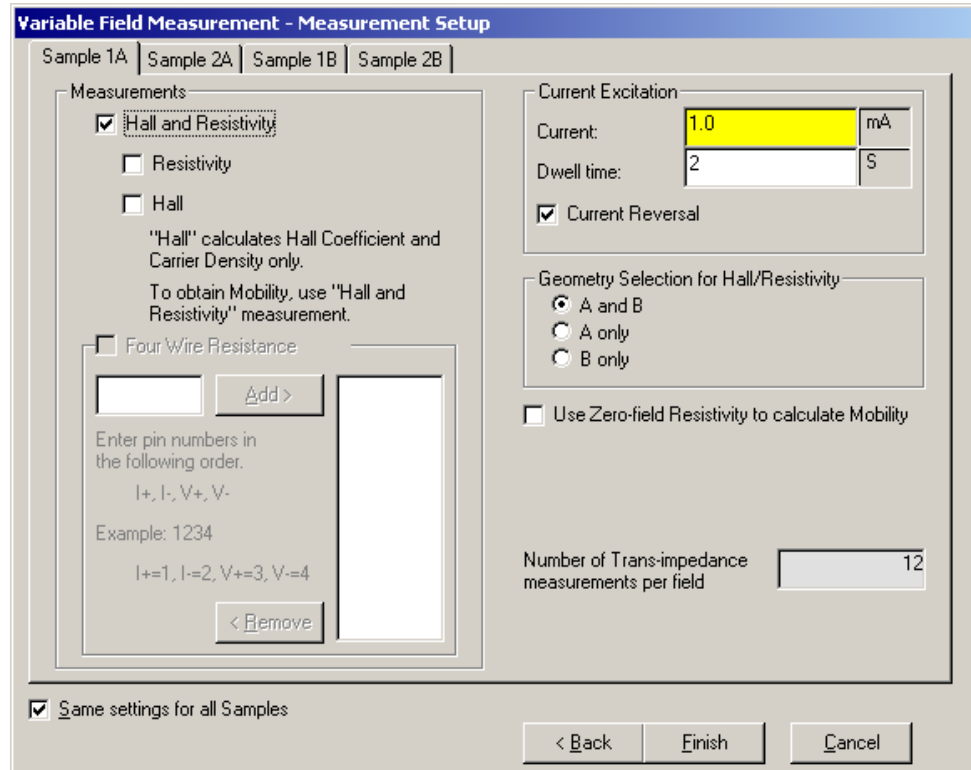 Variable Field Measurement - Measurement Setup
Sample 1A Sample 2A Sample 1B Sample 2B
Measurements
Hall and Resistivity
Resistivity
Hall
"Hall" calculates Hall Coefficient and
Carrier Density only.
To obtain Mobility, use "Hall and
Resistivity" measurement.
Four Wire Resistance
Add >
Enter pin numbers in
the following order.
I+, I-, V+, V-
Example: 1234
I+=1, I-=2, V+=3, V-=4
< Remove
Current Excitation
Current: 1.0 mA
Dwell time: 2 S
Current Reversal
Geometry Selection for Hall/Resistivity
A and B
A only
B only
Use Zero-field Resistivity to calculate Mobility
Number of Trans-impedance
measurements per field 12
Same settings for all Samples
< Back Finish Cancel